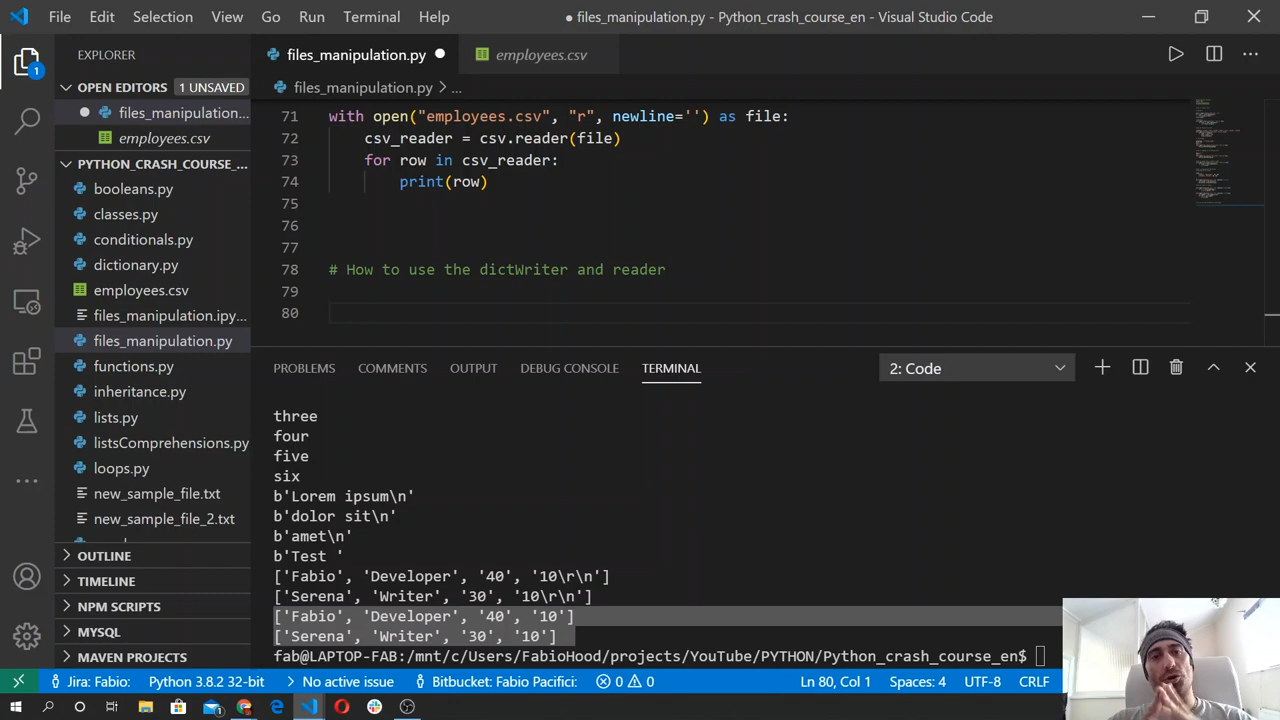 File Edit Selection View Go Run Terminal Help
● files_manipulation.py - Python_crash_course_en - Visual Studio Code
EXPLORER
files_manipulation.py ●
employees.csv
OPEN EDITORS 1 UNSAVED
files_manipulation...
employees.csv
PYTHON_CRASH_COURSE_...
booleans.py
classes.py
conditionals.py
dictionary.py
employees.csv
files_manipulation.ipy...
files_manipulation.py
functions.py
inheritance.py
lists.py
listsComprehensions.py
loops.py
new_sample_file.txt
new_sample_file_2.txt
OUTLINE
TIMELINE
NPM SCRIPTS
MYSQL
MAVEN PROJECTS
1
files_manipulation.py > ...
71 with open("employees.csv", "r", newline='') as file:
72 csv_reader = csv.reader(file)
73 for row in csv_reader:
74 print(row)
75
76
77
78 # How to use the dictWriter and reader
79
80
PROBLEMS COMMENTS OUTPUT DEBUG CONSOLE TERMINAL 2: Code
three
four
five
six
b'Lorem ipsum\n'
b'dolor sit\n'
b'amet\n'
b'Test '
['Fabio', 'Developer', '40', '10\r\n']
['Serena', 'Writer', '30', '10\r\n']
['Fabio', 'Developer', '40', '10']
['Serena', 'Writer', '30', '10']
fab@LAPTOP-FAB:/mnt/c/Users/FabioHood/projects/YouTube/PYTHON/Python_crash_course_en$
Jira: Fabio: Python 3.8.2 32-bit No active issue Bitbucket: Fabio Pacifici: 0 0 Ln 80, Col 1 Spaces: 4 UTF-8 CRLF